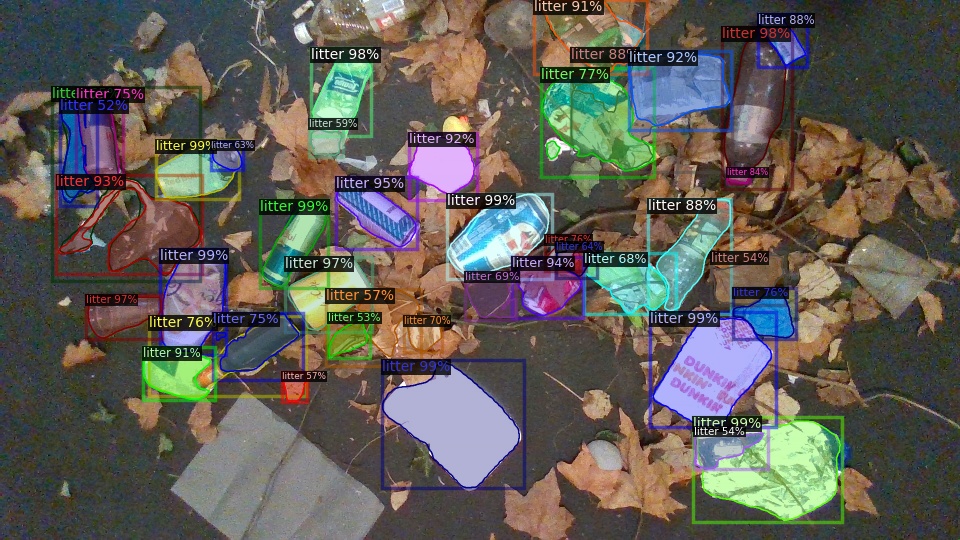 litter 91%
litter 88%
litter 98%
litter 98%
litter 88%
litter 92%
litter 77%
litter 75%
litter 52%
litter 59%
litter 92%
litter 99%
litter 63%
litter 84%
litter 93%
litter 95%
litter 99%
litter 99%
litter 88%
litter 76%
litter 64%
litter 99%
litter 97%
litter 94%
litter 68%
litter 54%
litter 69%
litter 97%
litter 57%
litter 76%
litter 76%
litter 75%
litter 53%
litter 70%
litter 99%
litter 91%
litter 57%
litter 99%
DUNKIN'
DUNKIN'
litter 99%
litter 54%